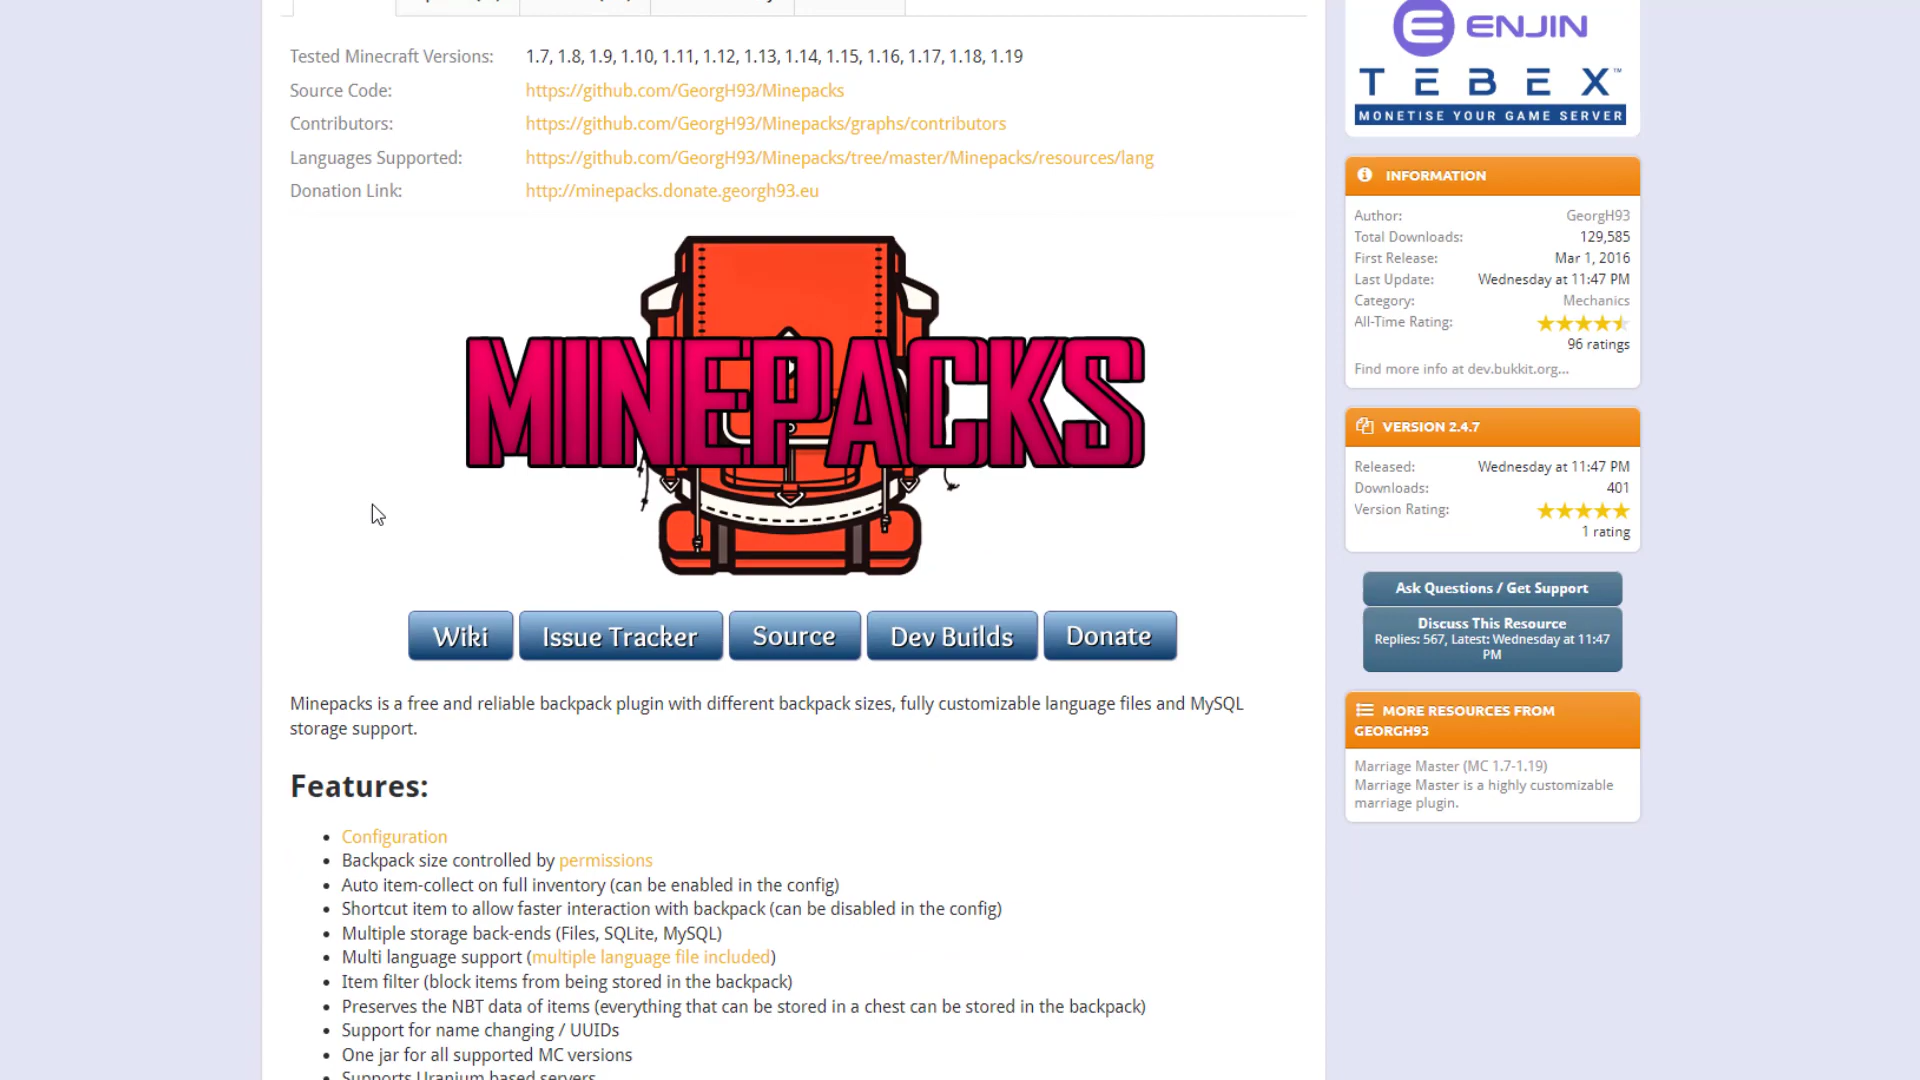 Tested Minecraft Versions: 1.7, 1.8, 1.9, 1.10, 1.11, 1.12, 1.13, 1.14, 1.15, 1.16, 1.17, 1.18, 1.19
Source Code: https://github.com/GeorgH93/Minepacks
Contributors: https://github.com/GeorgH93/Minepacks/graphs/contributors
Languages Supported: https://github.com/GeorgH93/Minepacks/tree/master/Minepacks/resources/lang
Donation Link: http://minepacks.donate.georgh93.eu
MINEPACKS
Wiki
Issue Tracker
Source
Dev Builds
Donate
Minepacks is a free and reliable backpack plugin with different backpack sizes, fully customizable language files and MySQL
storage support.
Features:
• Configuration
• Backpack size controlled by permissions
• Auto item-collect on full inventory (can be enabled in the config)
• Shortcut item to allow faster interaction with backpack (can be disabled in the config)
• Multiple storage back-ends (Files, SQLite, MySQL)
• Multi language support (multiple language file included)
• Item filter (block items from being stored in the backpack)
• Preserves the NBT data of items (everything that can be stored in a chest can be stored in the backpack)
• Support for name changing / UUIDs
• One jar for all supported MC versions
• Supports Uranium based servers
ENJIN
TEBEX™
MONETISE YOUR GAME SERVER
INFORMATION
Author: GeorgH93
Total Downloads: 129,585
First Release: Mar 1, 2016
Last Update: Wednesday at 11:47 PM
Category: Mechanics
All-Time Rating:
96 ratings
Find more info at dev.bukkit.org...
VERSION 2.4.7
Released: Wednesday at 11:47 PM
Downloads: 401
Version Rating:
1 rating
Ask Questions / Get Support
Discuss This Resource
Replies: 567, Latest: Wednesday at 11:47
PM
MORE RESOURCES FROM
GEORGH93
Marriage Master (MC 1.7-1.19)
Marriage Master is a highly customizable
marriage plugin.